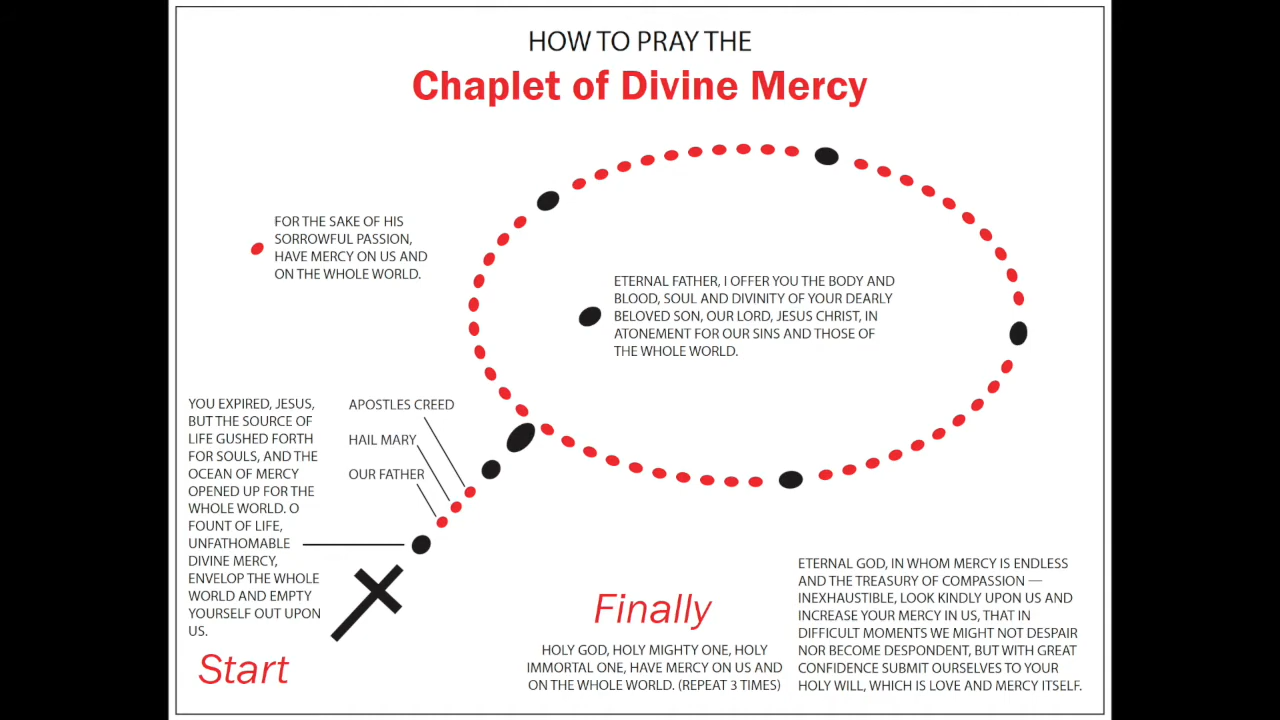 HOW TO PRAY THE
Chaplet of Divine Mercy
FOR THE SAKE OF HIS
SORROWFUL PASSION,
HAVE MERCY ON US AND
ON THE WHOLE WORLD.
ETERNAL FATHER, I OFFER YOU THE BODY AND
BLOOD, SOUL AND DIVINITY OF YOUR DEARLY
BELOVED SON, OUR LORD, JESUS CHRIST, IN
ATONEMENT FOR OUR SINS AND THOSE OF
THE WHOLE WORLD.
YOU EXPIRED, JESUS,
BUT THE SOURCE OF
LIFE GUSHED FORTH
FOR SOULS, AND THE
OCEAN OF MERCY
OPENED UP FOR THE
WHOLE WORLD. O
FOUNT OF LIFE,
UNFATHOMABLE
DIVINE MERCY,
ENVELOP THE WHOLE
WORLD AND EMPTY
YOURSELF OUT UPON
US.
APOSTLES CREED
HAIL MARY
OUR FATHER
Start
Finally
HOLY GOD, HOLY MIGHTY ONE, HOLY
IMMORTAL ONE, HAVE MERCY ON US AND
ON THE WHOLE WORLD. (REPEAT 3 TIMES)
ETERNAL GOD, IN WHOM MERCY IS ENDLESS
AND THE TREASURY OF COMPASSION —
INEXHAUSTIBLE, LOOK KINDLY UPON US AND
INCREASE YOUR MERCY IN US, THAT IN
DIFFICULT MOMENTS WE MIGHT NOT DESPAIR
NOR BECOME DESPONDENT, BUT WITH GREAT
CONFIDENCE SUBMIT OURSELVES TO YOUR
HOLY WILL, WHICH IS LOVE AND MERCY ITSELF.